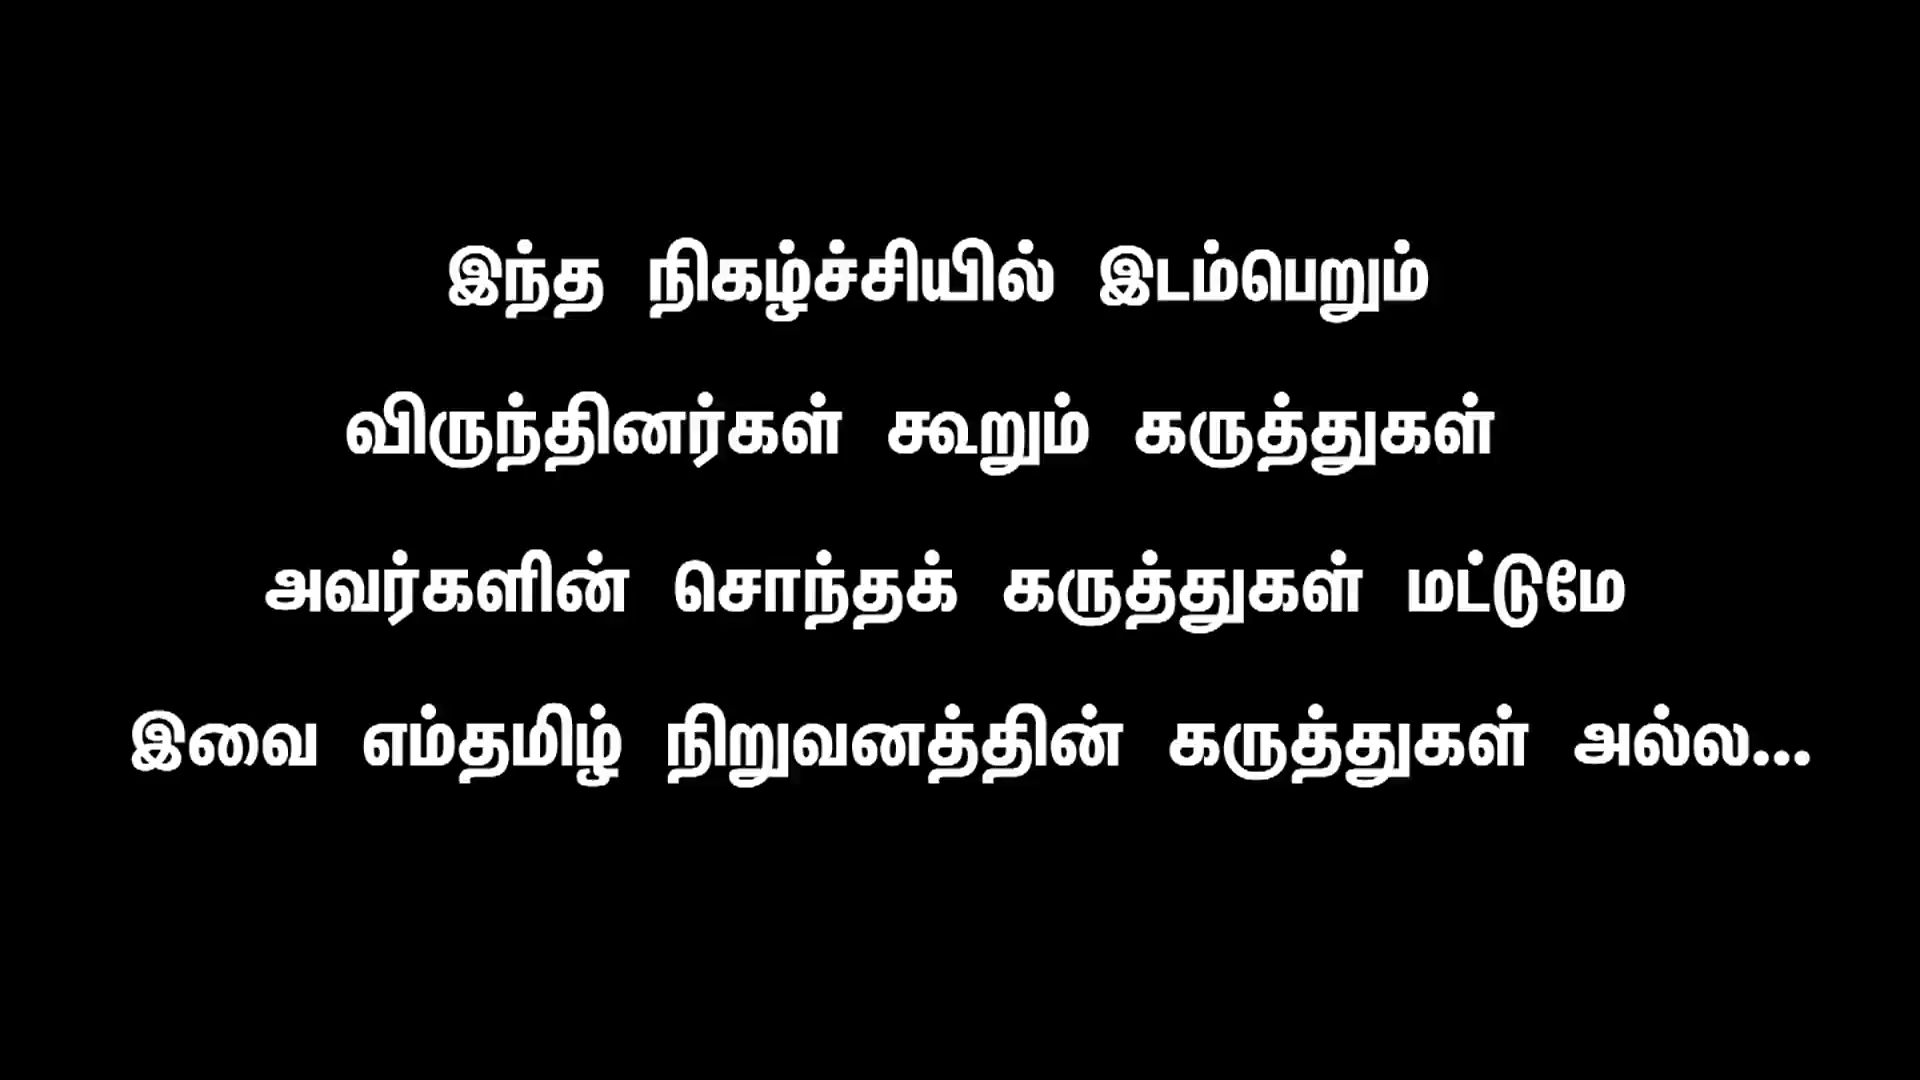 இந்த நிகழ்ச்சியில் இடம்பெறும்
விருந்தினர்கள் கூறும் கருத்துகள்
அவர்களின் சொந்தக் கருத்துகள் மட்டுமே
இவை எம்தமிழ் நிறுவனத்தின் கருத்துகள் அல்ல...